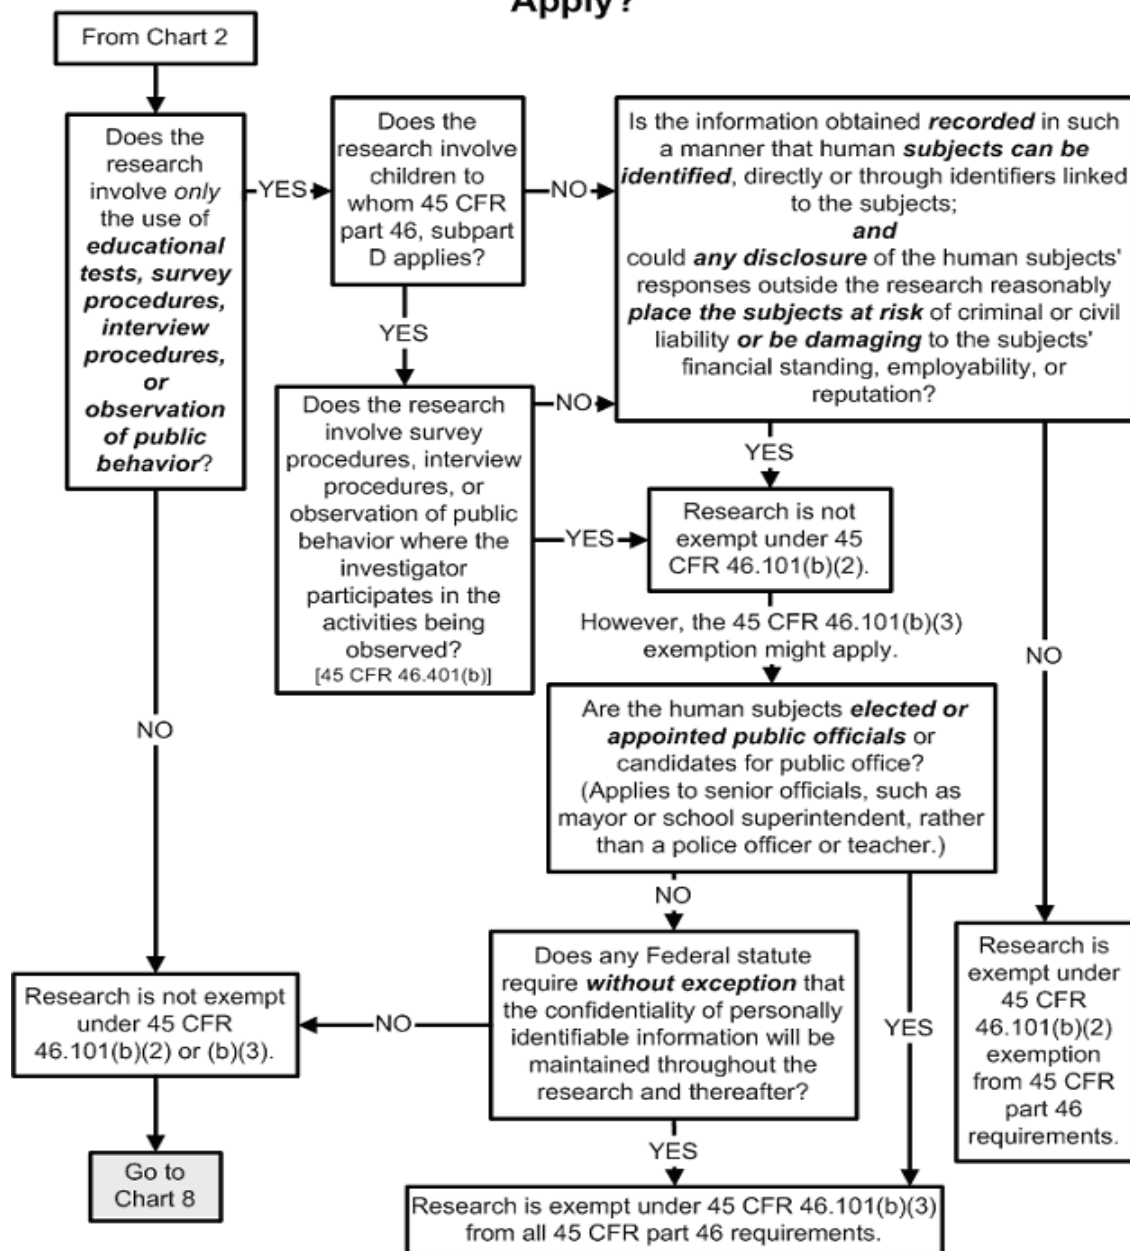 Apply?
From Chart 2
Does the
research
involve only
the use of
educational
tests, survey
procedures,
interview
procedures,
or
observation
of public
behavior?
YES
Does the
research involve
children to
whom 45 CFR
part 46, subpart
D applies?
NO
Is the information obtained recorded in such
a manner that human subjects can be
identified, directly or through identifiers linked
to the subjects;
and
could any disclosure of the human subjects'
responses outside the research reasonably
place the subjects at risk of criminal or civil
liability or be damaging to the subjects'
financial standing, employability, or
reputation?
YES
Does the research
involve survey
procedures, interview
procedures, or
observation of public
behavior where the
investigator
participates in the
activities being
observed?
[45 CFR 46.401(b)]
NO
YES
YES
Research is not
exempt under 45
CFR 46.101(b)(2).
However, the 45 CFR 46.101(b)(3)
exemption might apply.
NO
Are the human subjects elected or
appointed public officials or
candidates for public office?
(Applies to senior officials, such as
mayor or school superintendent, rather
than a police officer or teacher.)
NO
NO
YES
Does any Federal statute
require without exception that
the confidentiality of personally
identifiable information will be
maintained throughout the
research and thereafter?
NO
Research is not exempt
under 45 CFR
46.101(b)(2) or (b)(3).
Research is
exempt under
45 CFR
46.101(b)(2)
exemption
from 45 CFR
part 46
requirements.
YES
Go to
Chart 8
Research is exempt under 45 CFR 46.101(b)(3)
from all 45 CFR part 46 requirements.